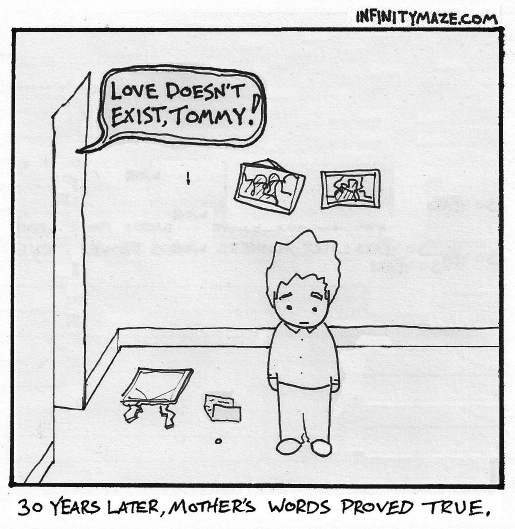 INFINITYMAZE.COM
LOVE DOESN'T
EXIST, TOMMY!
30 YEARS LATER, MOTHER'S WORDS PROVED TRUE.